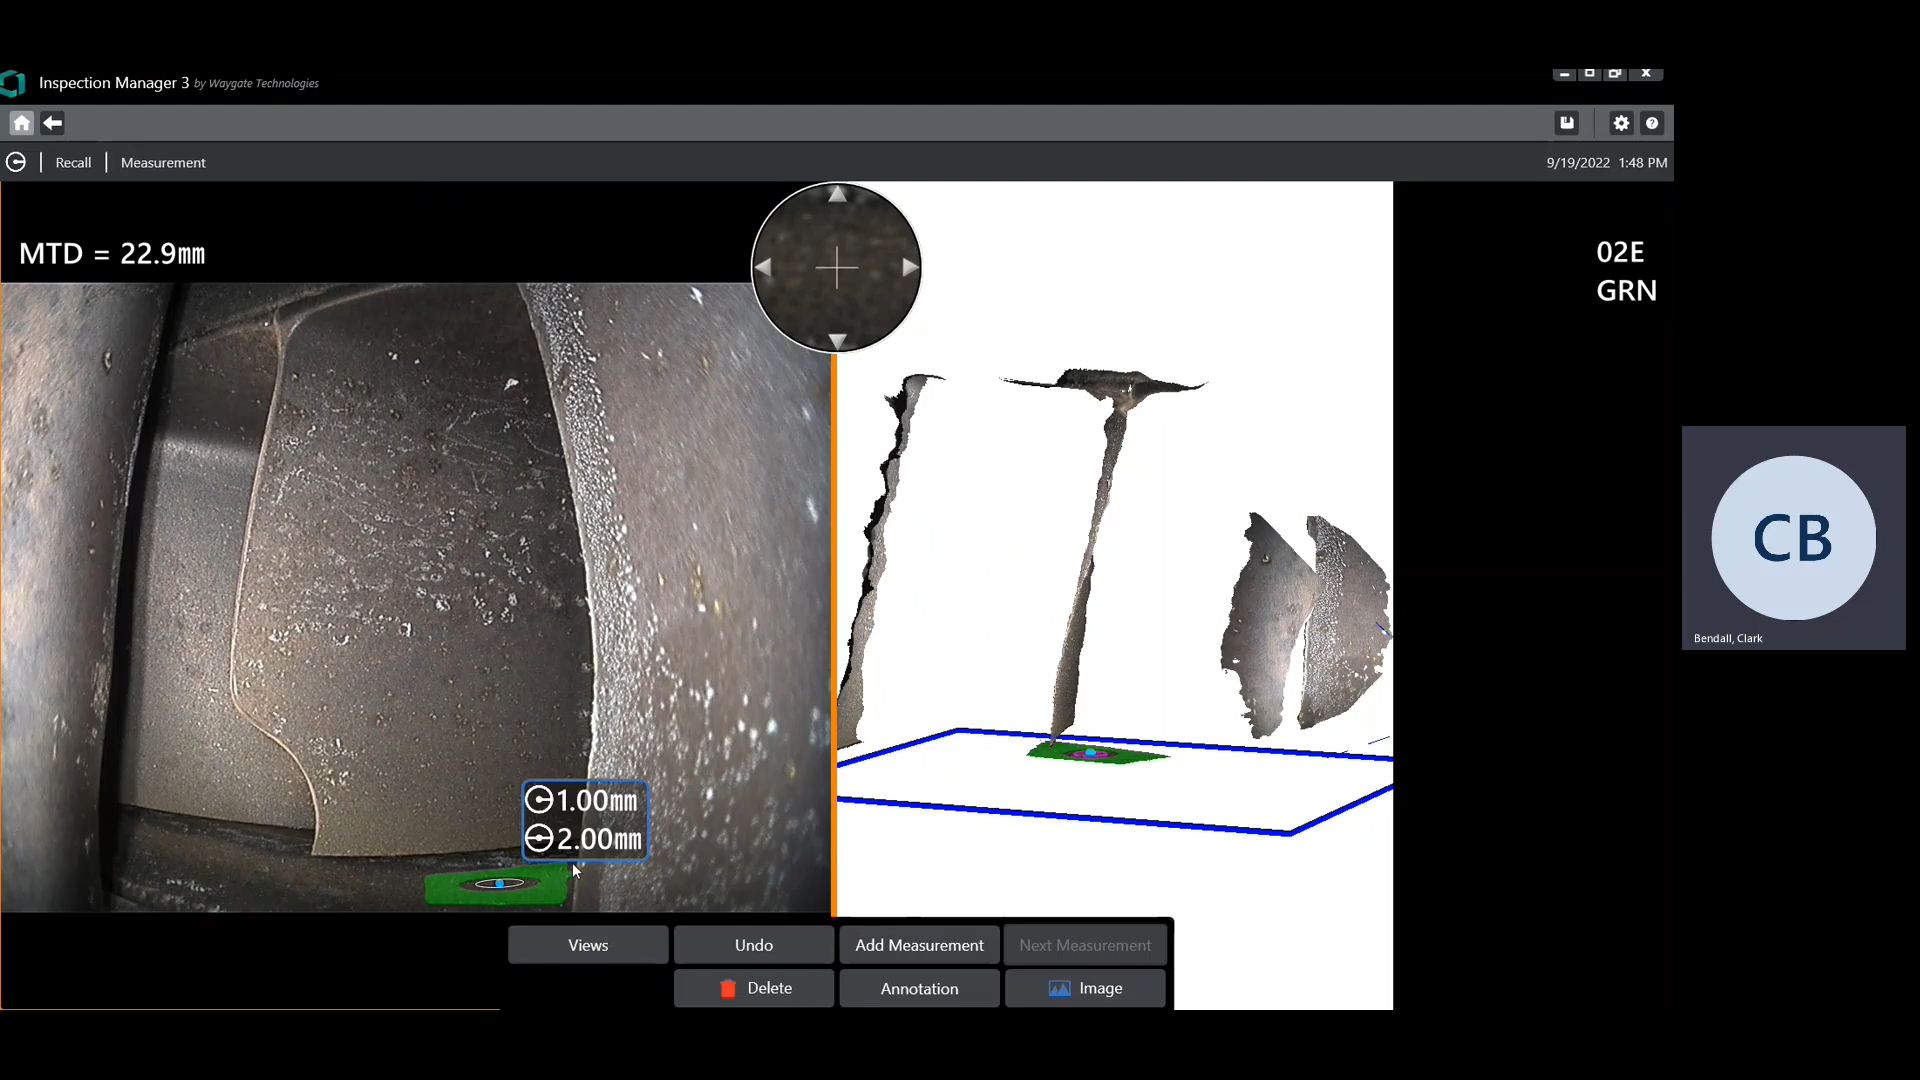 Inspection Manager 3 by Waygate Technologies
Recall
Measurement
9/19/2022 1:48 PM
MTD = 22.9mm
02E
GRN
1.00mm
2.00mm
CB
Bendall, Clark
Views
Undo
Add Measurement
Next Measurement
Delete
Annotation
Image